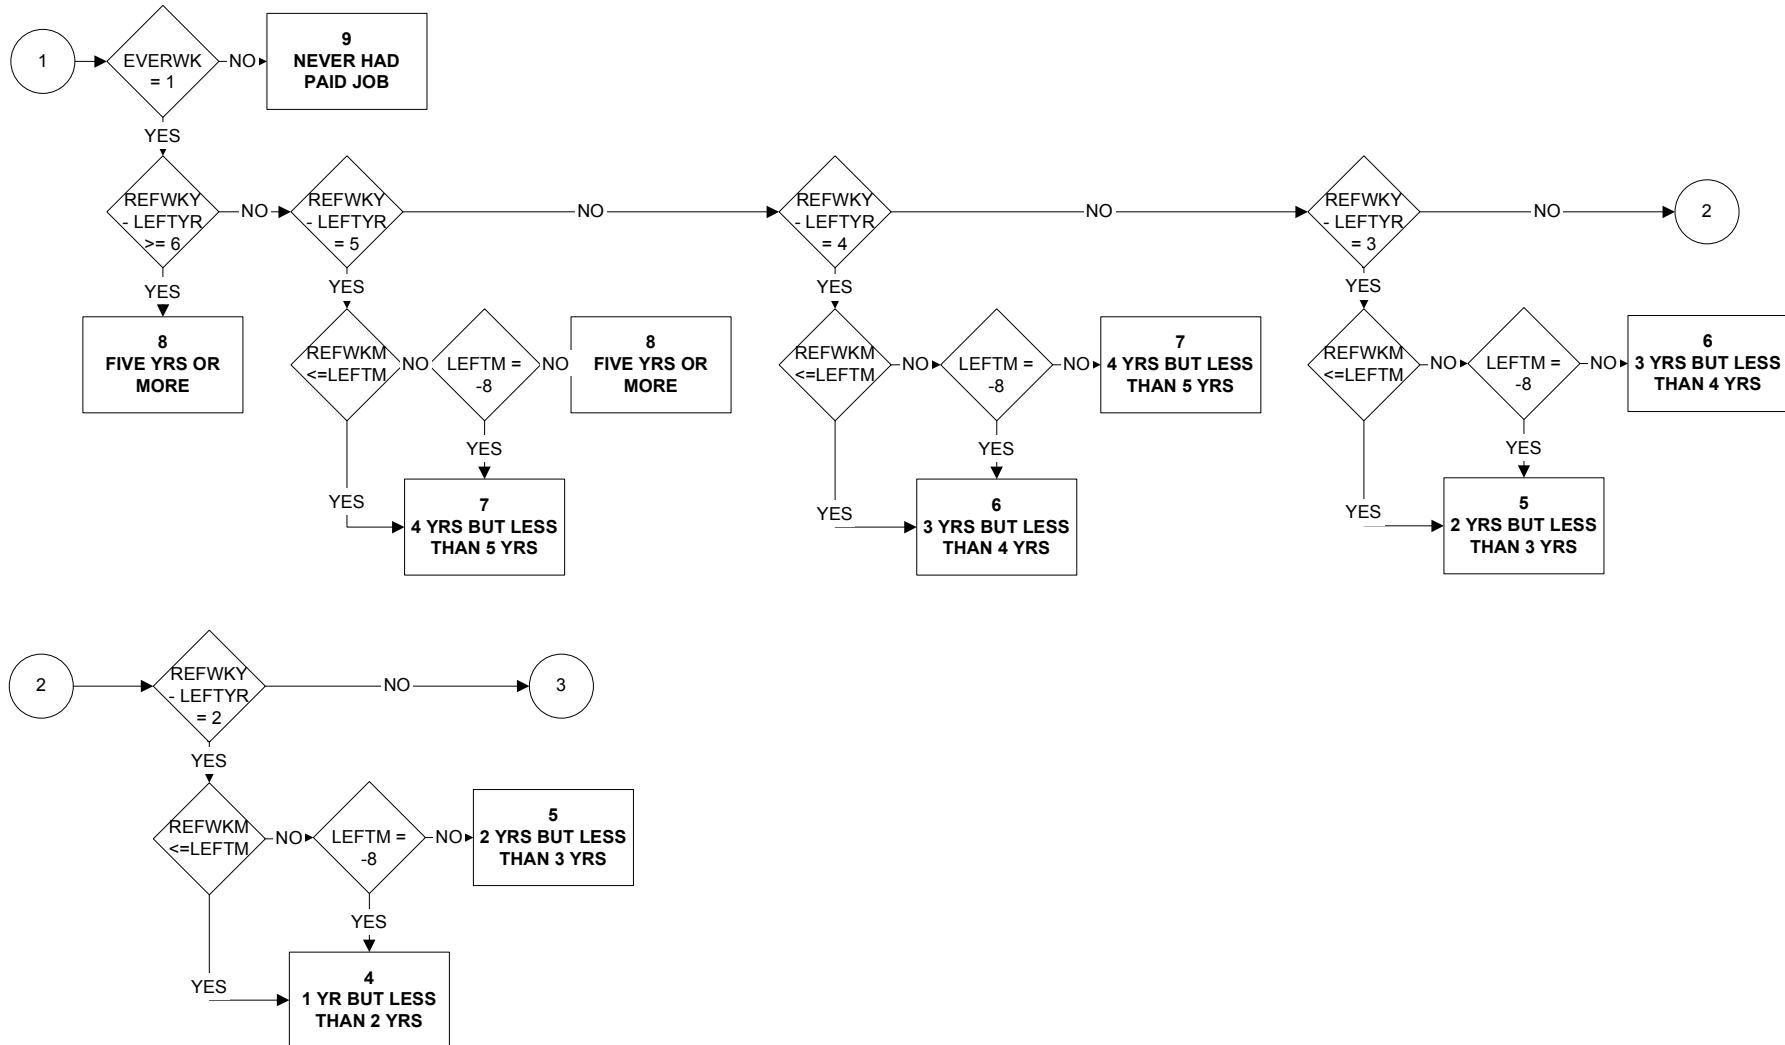 1
EVERWK
= 1
NO
9
NEVER HAD
PAID JOB
YES
REFWKY
- LEFTYR
>= 6
NO
REFWKY
- LEFTYR
= 5
NO
REFWKY
- LEFTYR
= 4
NO
REFWKY
- LEFTYR
= 3
NO
2
YES
YES
YES
YES
8
FIVE YRS OR
MORE
REFWKM
<=LEFTM
NO
LEFTM =
-8
NO
8
FIVE YRS OR
MORE
REFWKM
<=LEFTM
NO
LEFTM =
-8
NO
7
4 YRS BUT LESS
THAN 5 YRS
REFWKM
<=LEFTM
NO
LEFTM =
-8
NO
6
3 YRS BUT LESS
THAN 4 YRS
YES
YES
YES
YES
7
4 YRS BUT LESS
THAN 5 YRS
YES
6
3 YRS BUT LESS
THAN 4 YRS
YES
5
2 YRS BUT LESS
THAN 3 YRS
2
REFWKY
- LEFTYR
= 2
NO
3
YES
REFWKM
<=LEFTM
NO
LEFTM =
-8
NO
5
2 YRS BUT LESS
THAN 3 YRS
YES
YES
4
1 YR BUT LESS
THAN 2 YRS